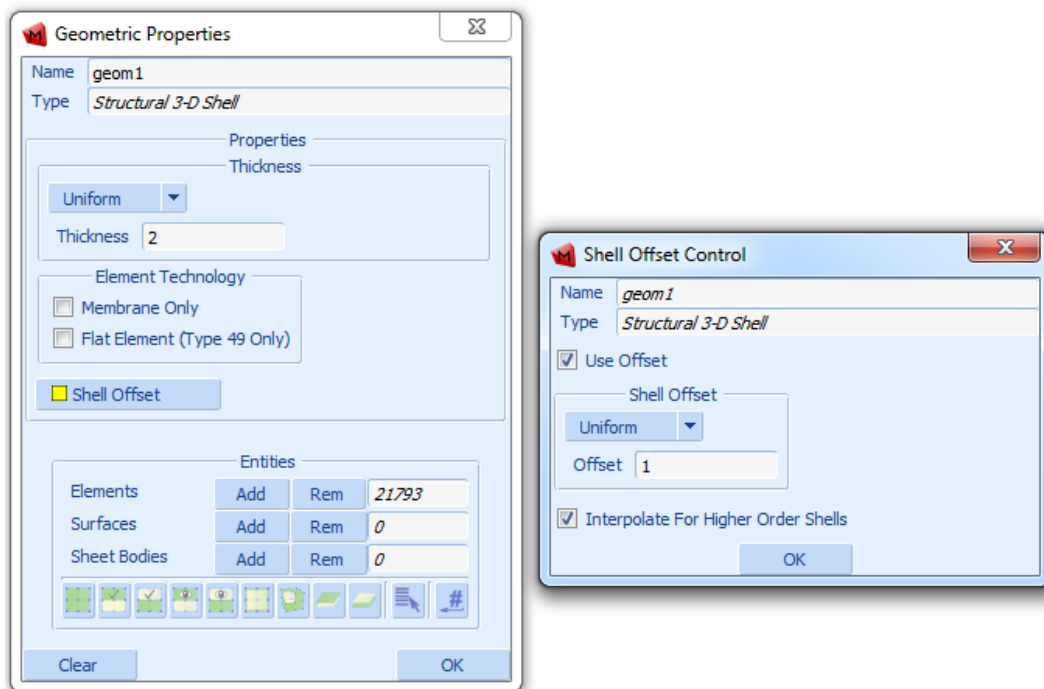 Geometric Properties
Name geom1
Type Structural 3-D Shell
Properties
Thickness
Uniform
Thickness 2
Element Technology
Membrane Only
Flat Element (Type 49 Only)
Shell Offset
Entities
Elements Add Rem 21793
Surfaces Add Rem 0
Sheet Bodies Add Rem 0
#
Clear OK
Shell Offset Control
Name geom1
Type Structural 3-D Shell
Use Offset
Shell Offset
Uniform
Offset 1
Interpolate For Higher Order Shells
OK